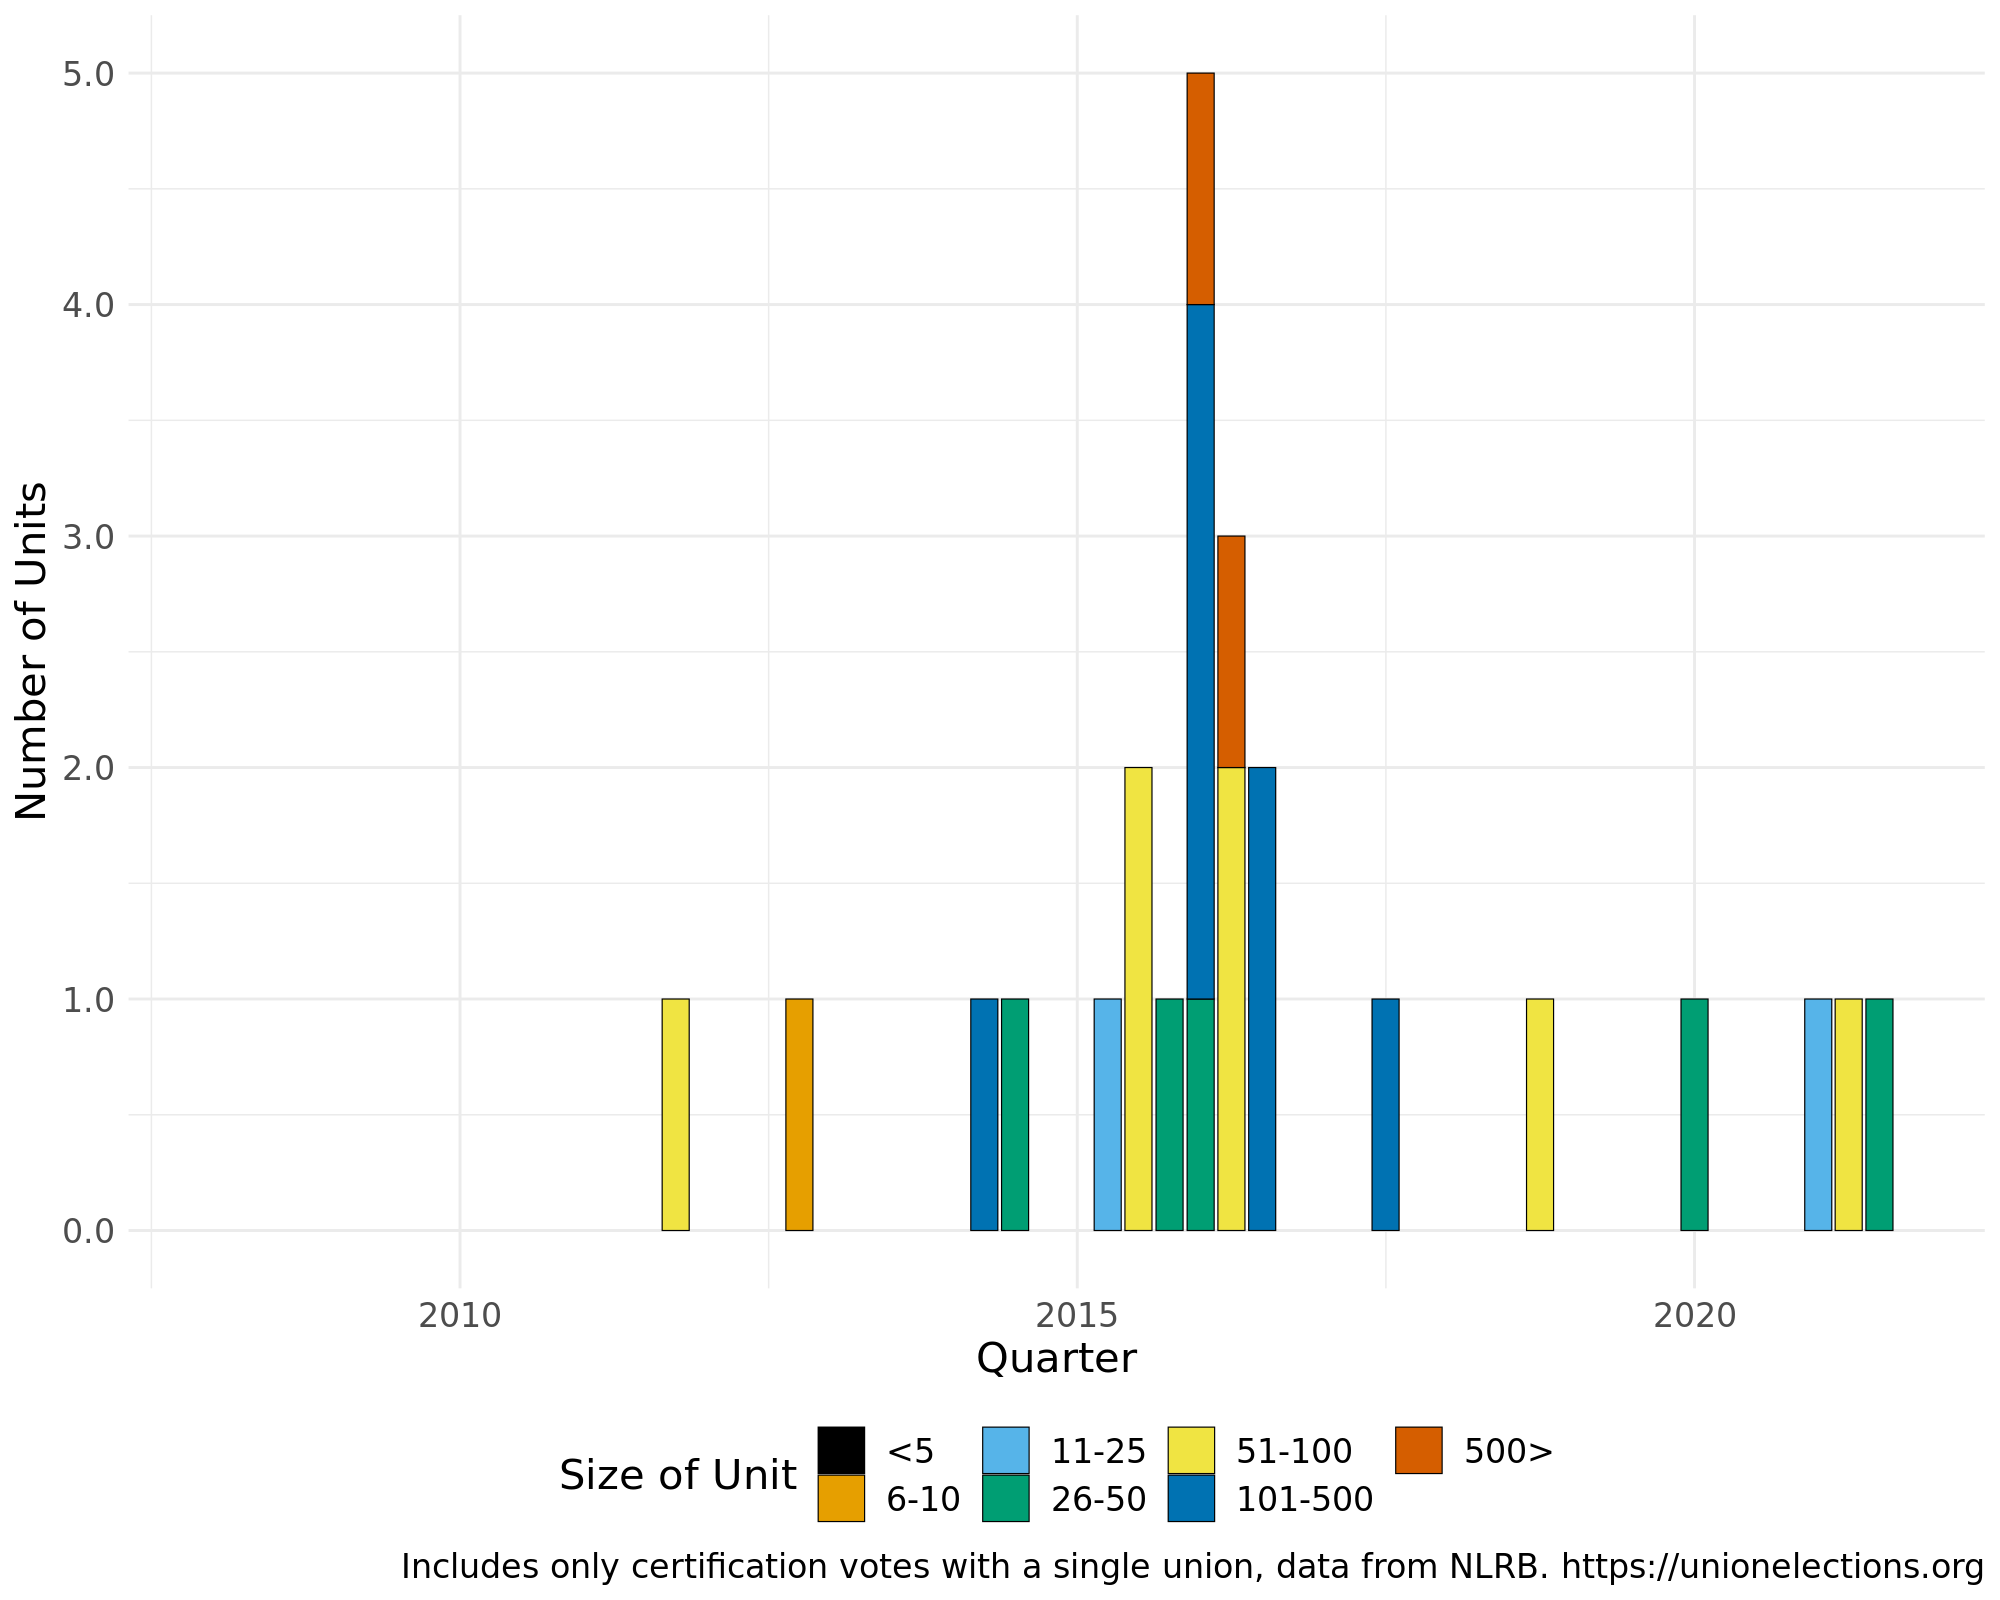 5.0
4.0
3.0
2.0
1.0
0.0
Number of Units
2010 2015 2020
Quarter
Size of Unit
<5 11-25 51-100 500>
6-10 26-50 101-500
Includes only certification votes with a single union, data from NLRB. https://unionelections.org